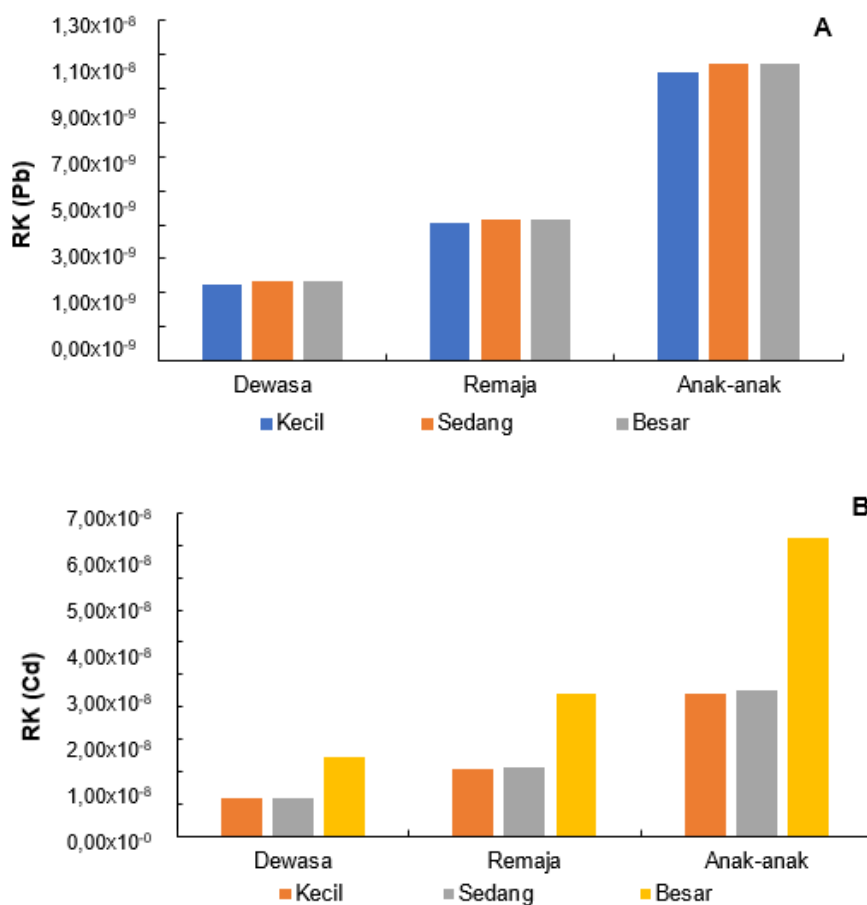 A
1,30x10⁻⁸
1,10x10⁻⁸
9,00x10⁻⁹
7,00x10⁻⁹
5,00x10⁻⁹
3,00x10⁻⁹
1,00x10⁻⁹
0,00x10⁻⁹
RK (Pb)
Dewasa Remaja Anak-anak
Kecil Sedang Besar
B
7,00x10⁻⁸
6,00x10⁻⁸
5,00x10⁻⁸
4,00x10⁻⁸
3,00x10⁻⁸
2,00x10⁻⁸
1,00x10⁻⁸
0,00x10⁻⁰
RK (Cd)
Dewasa Remaja Anak-anak
Kecil Sedang Besar